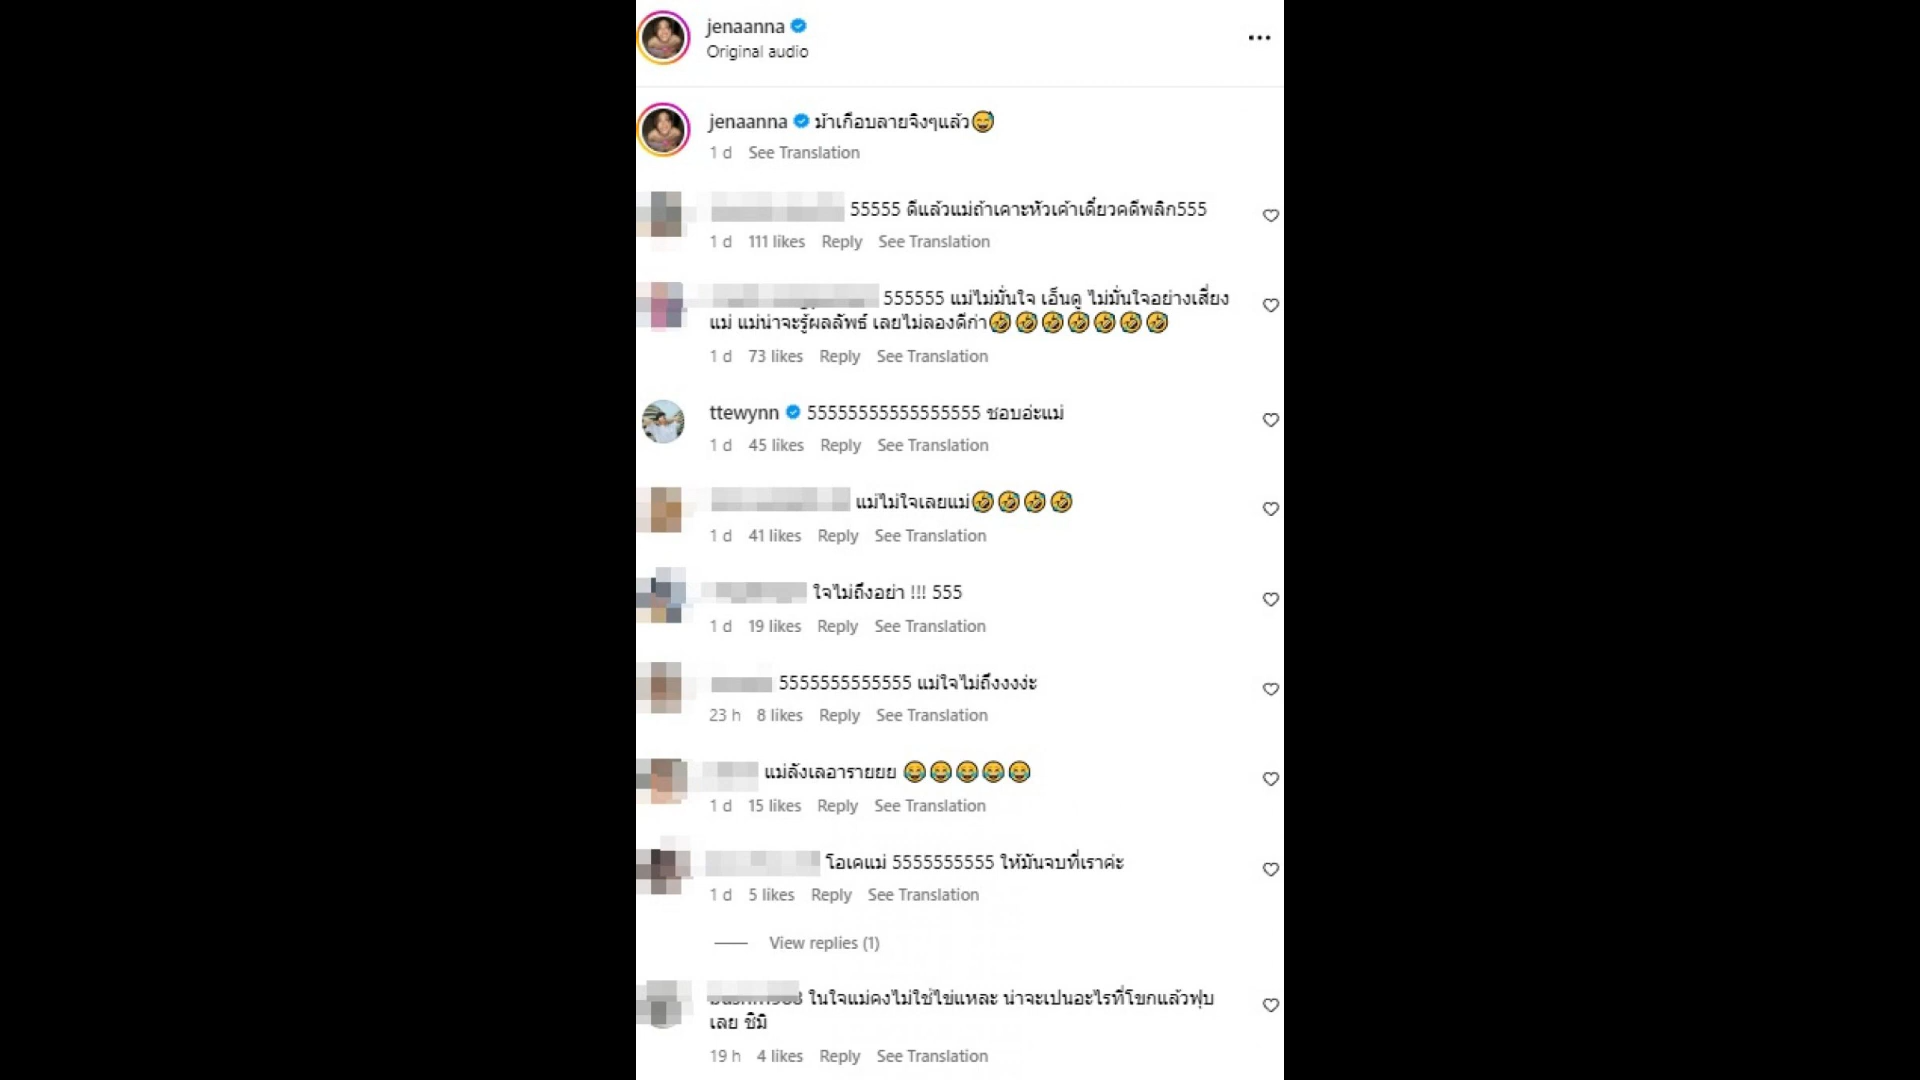 jenaanna
Original audio
jenaanna ม้าเกือบลายจิงๆแล้ว😅
1 d See Translation
55555 ดีแล้วแม่ถ้าเคาะหัวเค้าเดี๋ยวคดีพลิก555
1 d 111 likes Reply See Translation
555555 แม่ไม่มั่นใจ เอ็นดู ไม่มั่นใจอย่างเสี่ยง
แม่ แม่น่าจะรู้ผลลัพธ์ เลยไม่ลองดีก่า🤣🤣🤣🤣🤣🤣🤣
1 d 73 likes Reply See Translation
ttewynn 55555555555555555 ชอบอ่ะแม่
1 d 45 likes Reply See Translation
แม่ไม่ใจเลยแม่🤣🤣🤣🤣
1 d 41 likes Reply See Translation
ใจไม่ถึงอย่า !!! 555
1 d 19 likes Reply See Translation
5555555555555 แม่ใจไม่ถึงงงง่ะ
23 h 8 likes Reply See Translation
แม่ลังเลอารายยย 😂😂😂😂😂
1 d 15 likes Reply See Translation
โอเคแม่ 5555555555 ให้มันจบที่เราค่ะ
1 d 5 likes Reply See Translation
View replies (1)
ในใจแม่คงไม่ใช่ไข่แหละ น่าจะเปนอะไรที่โขกแล้วฟุบ
เลย ชิมิ
19 h 4 likes Reply See Translation